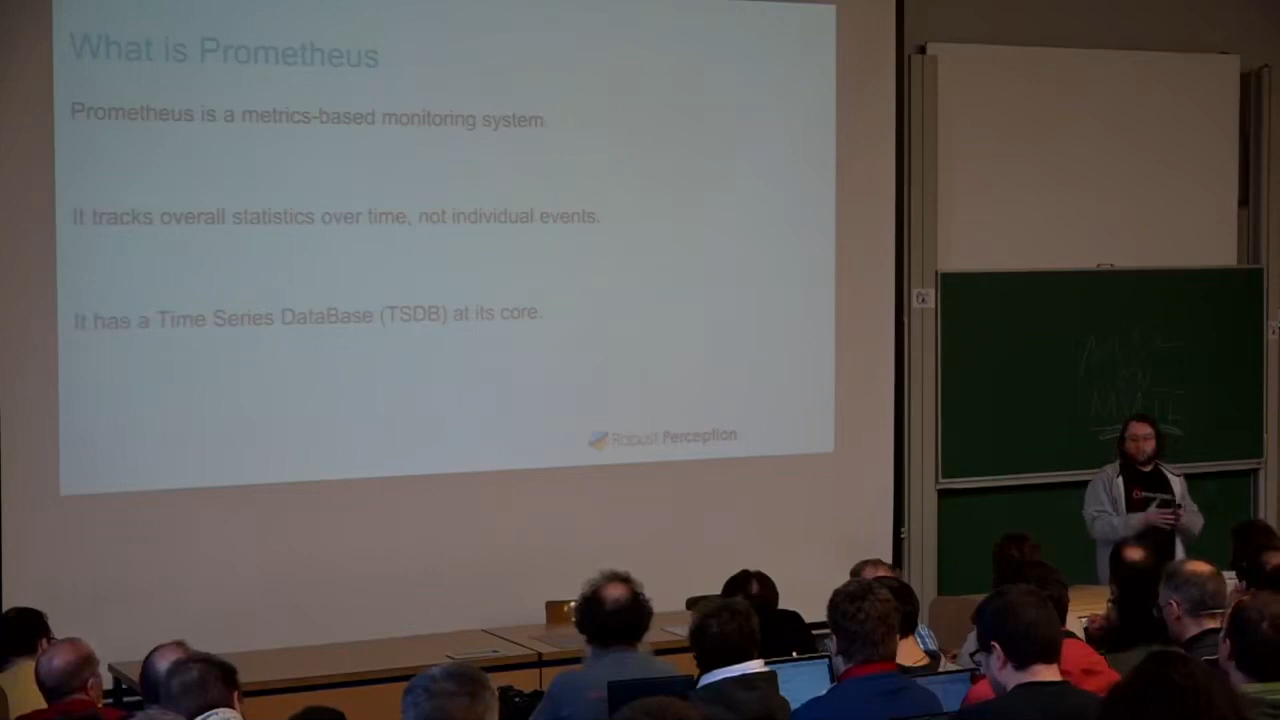 What is Prometheus
Prometheus is a metrics-based monitoring system.
It tracks overall statistics over time, not individual events.
It has a Time Series DataBase (TSDB) at its core.
Robust Perception